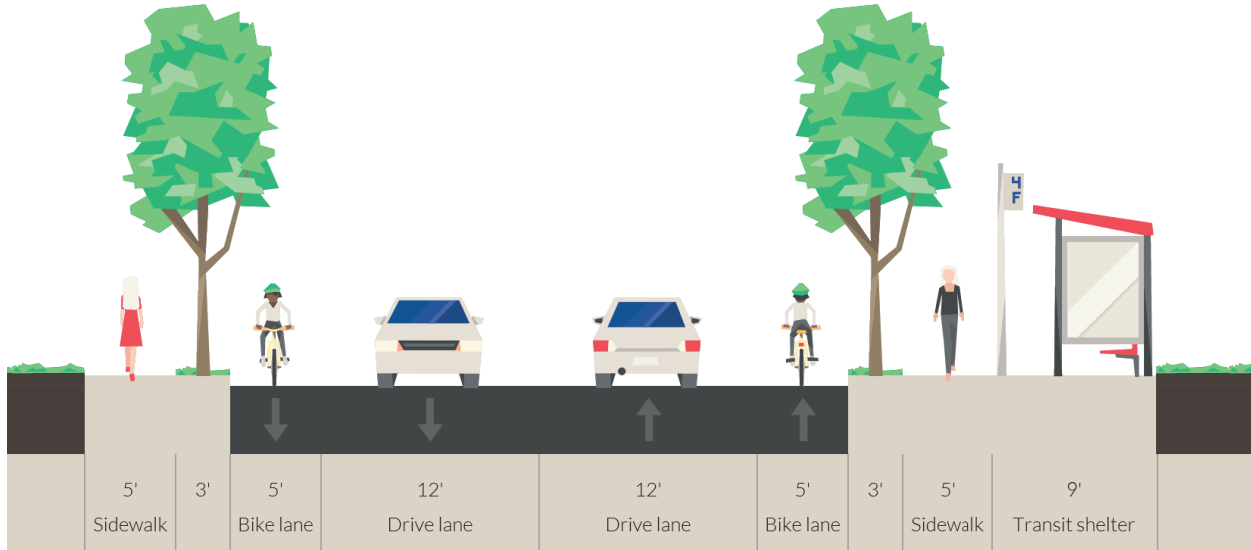 4
F
5' 3' 5' 12' 12' 5' 3' 5' 9'
Sidewalk Bike lane Drive lane Drive lane Bike lane Sidewalk Transit shelter